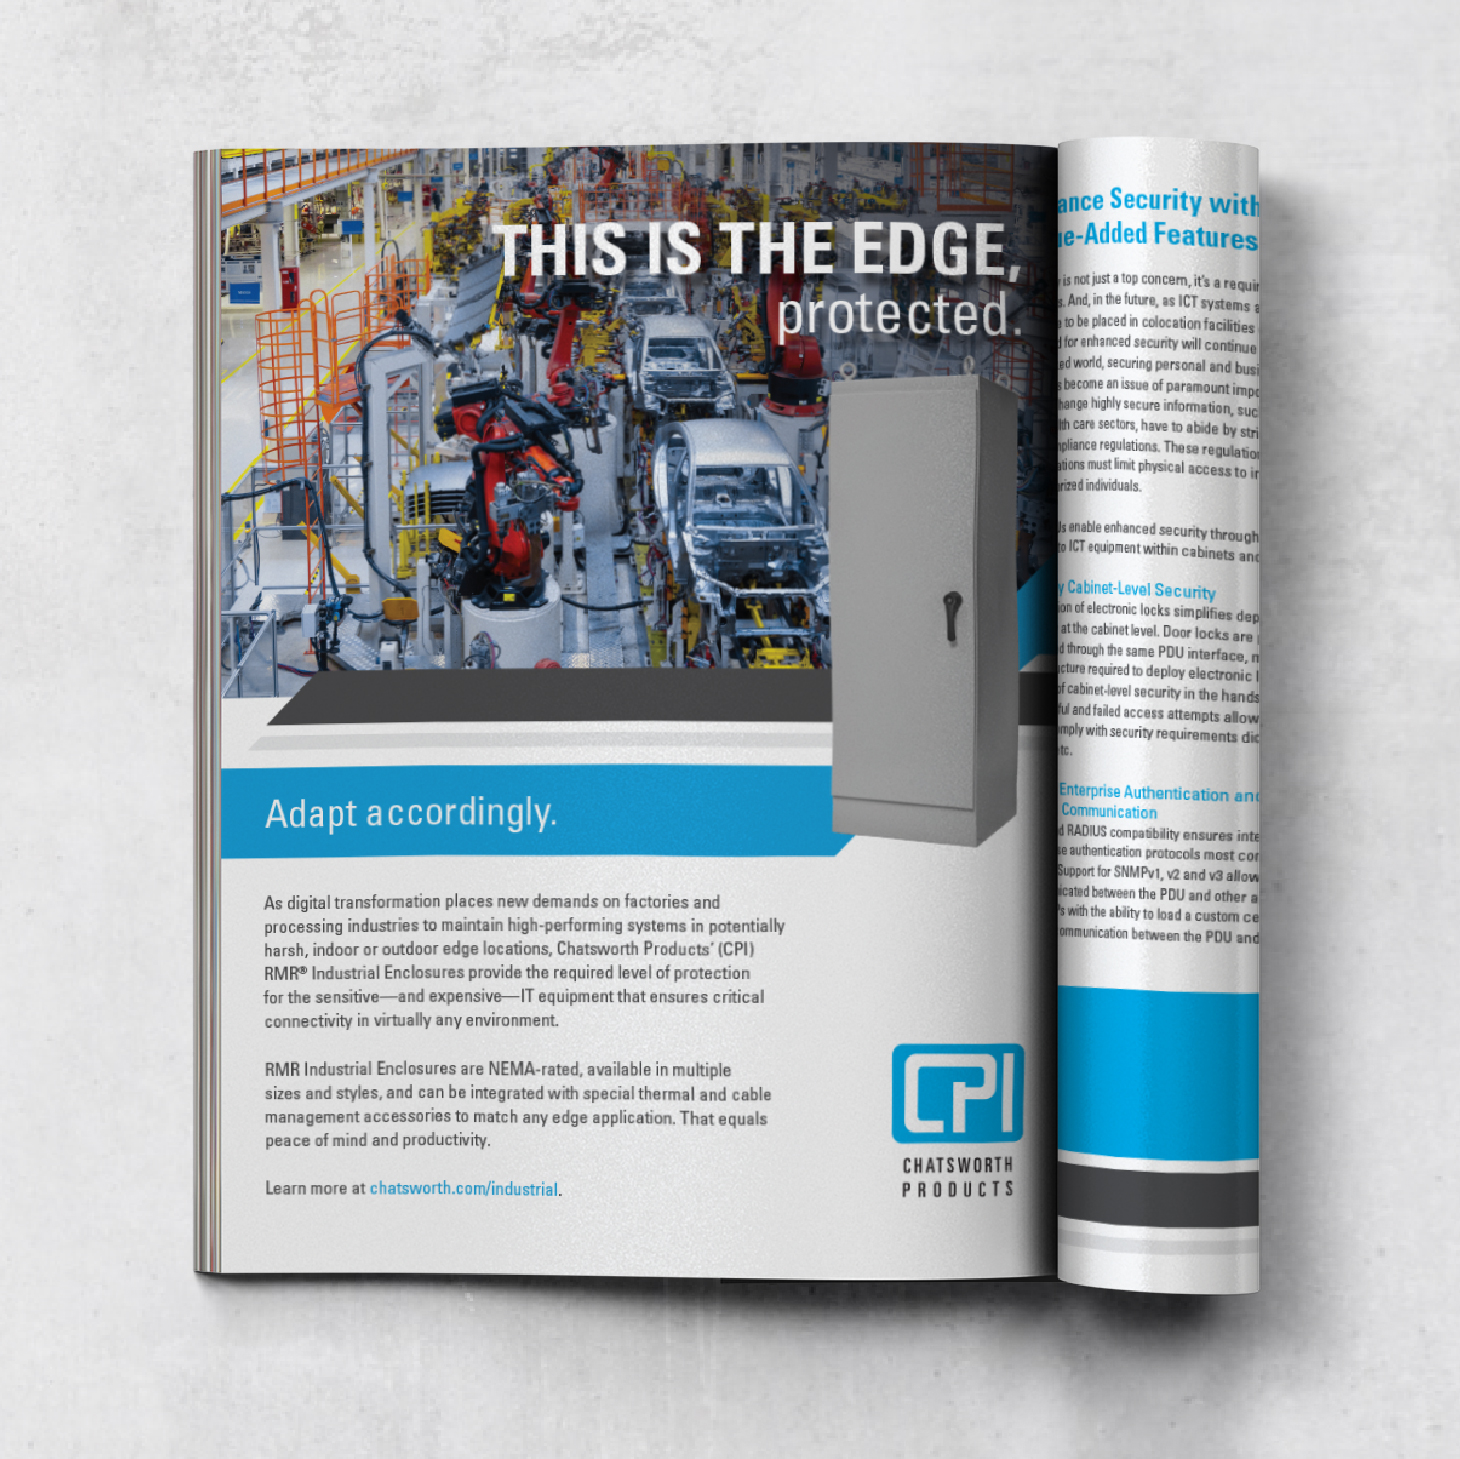 THIS IS THE EDGE,
protected.
Adapt accordingly.
As digital transformation places new demands on factories and
processing industries to maintain high-performing systems in potentially
harsh, indoor or outdoor edge locations, Chatsworth Products' (CPI)
RMR® Industrial Enclosures provide the required level of protection
for the sensitive—and expensive—IT equipment that ensures critical
connectivity in virtually any environment.
RMR Industrial Enclosures are NEMA-rated, available in multiple
sizes and styles, and can be integrated with special thermal and cable
management accessories to match any edge application. That equals
peace of mind and productivity.
Learn more at chatsworth.com/industrial.
CPI
CHATSWORTH
PRODUCTS
Security with
-Added Features
is not just a top concern, it's a
And, in the future, as ICT systems
to be placed in colocation facilities
for enhanced security will continue
world, securing personal and
become an issue of paramount
highly secure information,
care sectors, have to abide by
regulations. These
must limit physical access to
individuals.
enable enhanced security through
to ICT equipment within cabinets
Cabinet-Level Security
of electronic locks simplifies
at the cabinet level. Door locks are
through the same PDU interface,
required to deploy electronic
of cabinet-level security in the hands
and failed access attempts
with security requirements
etc.
Enterprise Authentication and
Communication
RADIUS compatibility ensures
authentication protocols most
Support for SNMPv1, v2 and v3
between the PDU and other
with the ability to load a custom
communication between the PDU and